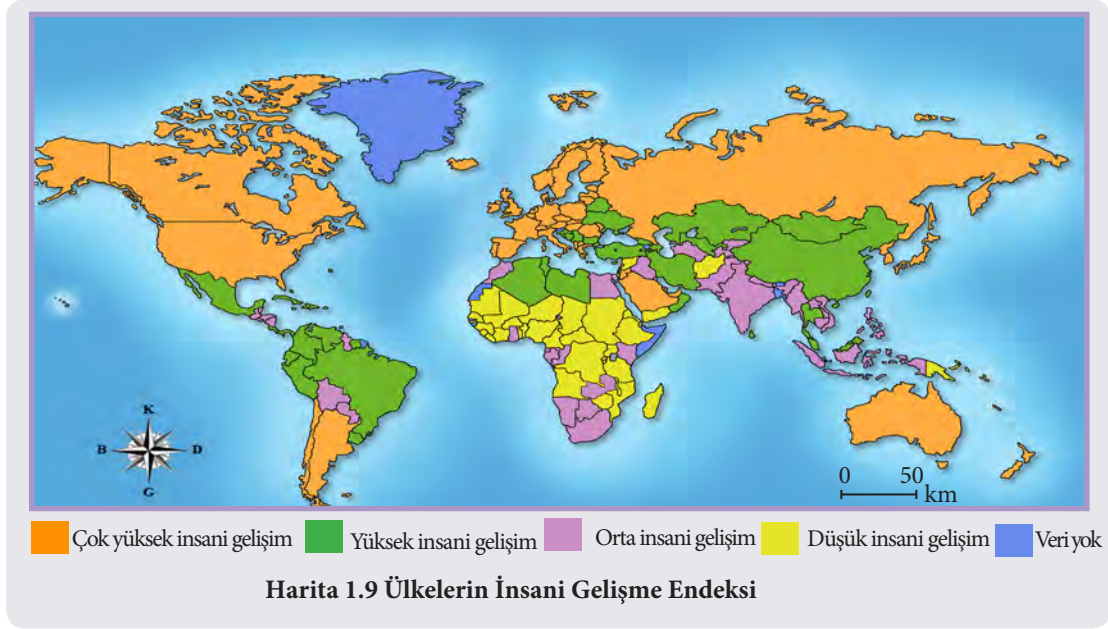 K
B D
G
0 50
km
Çok yüksek insani gelişim Yüksek insani gelişim Orta insani gelişim Düşük insani gelişim Veri yok
Harita 1.9 Ülkelerin İnsani Gelişme Endeksi